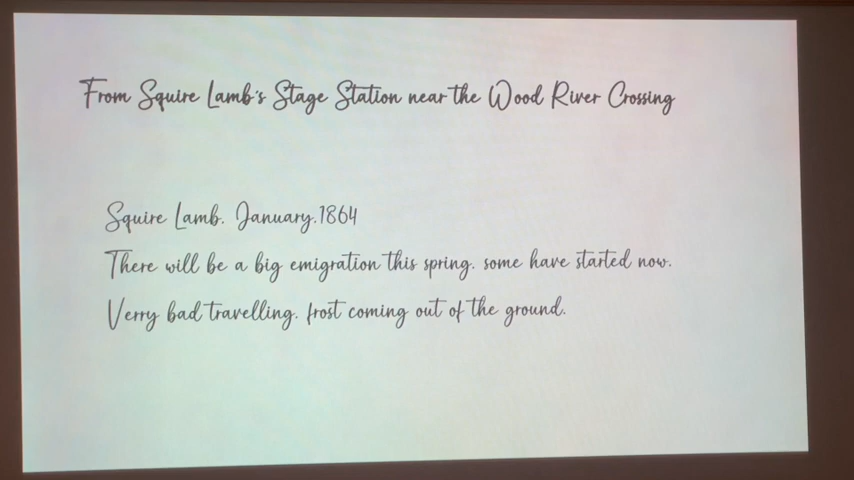 From Squire Lamb's Stage Station near the Wood River Crossing
Squire Lamb. January.1864
There will be a big emigration this spring. some have started now.
Verry bad travelling. frost coming out of the ground.